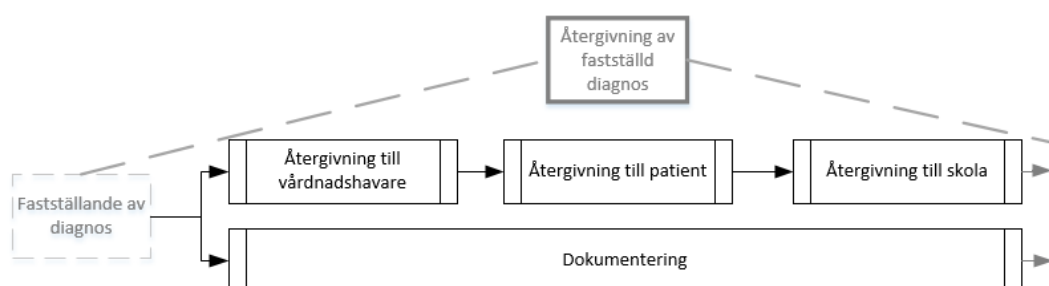 Återgivning av
fastställd
diagnos
Återgivning till
vårdnadshavare
Återgivning till patient
Återgivning till skola
Fastställande av
diagnos
Dokumentering